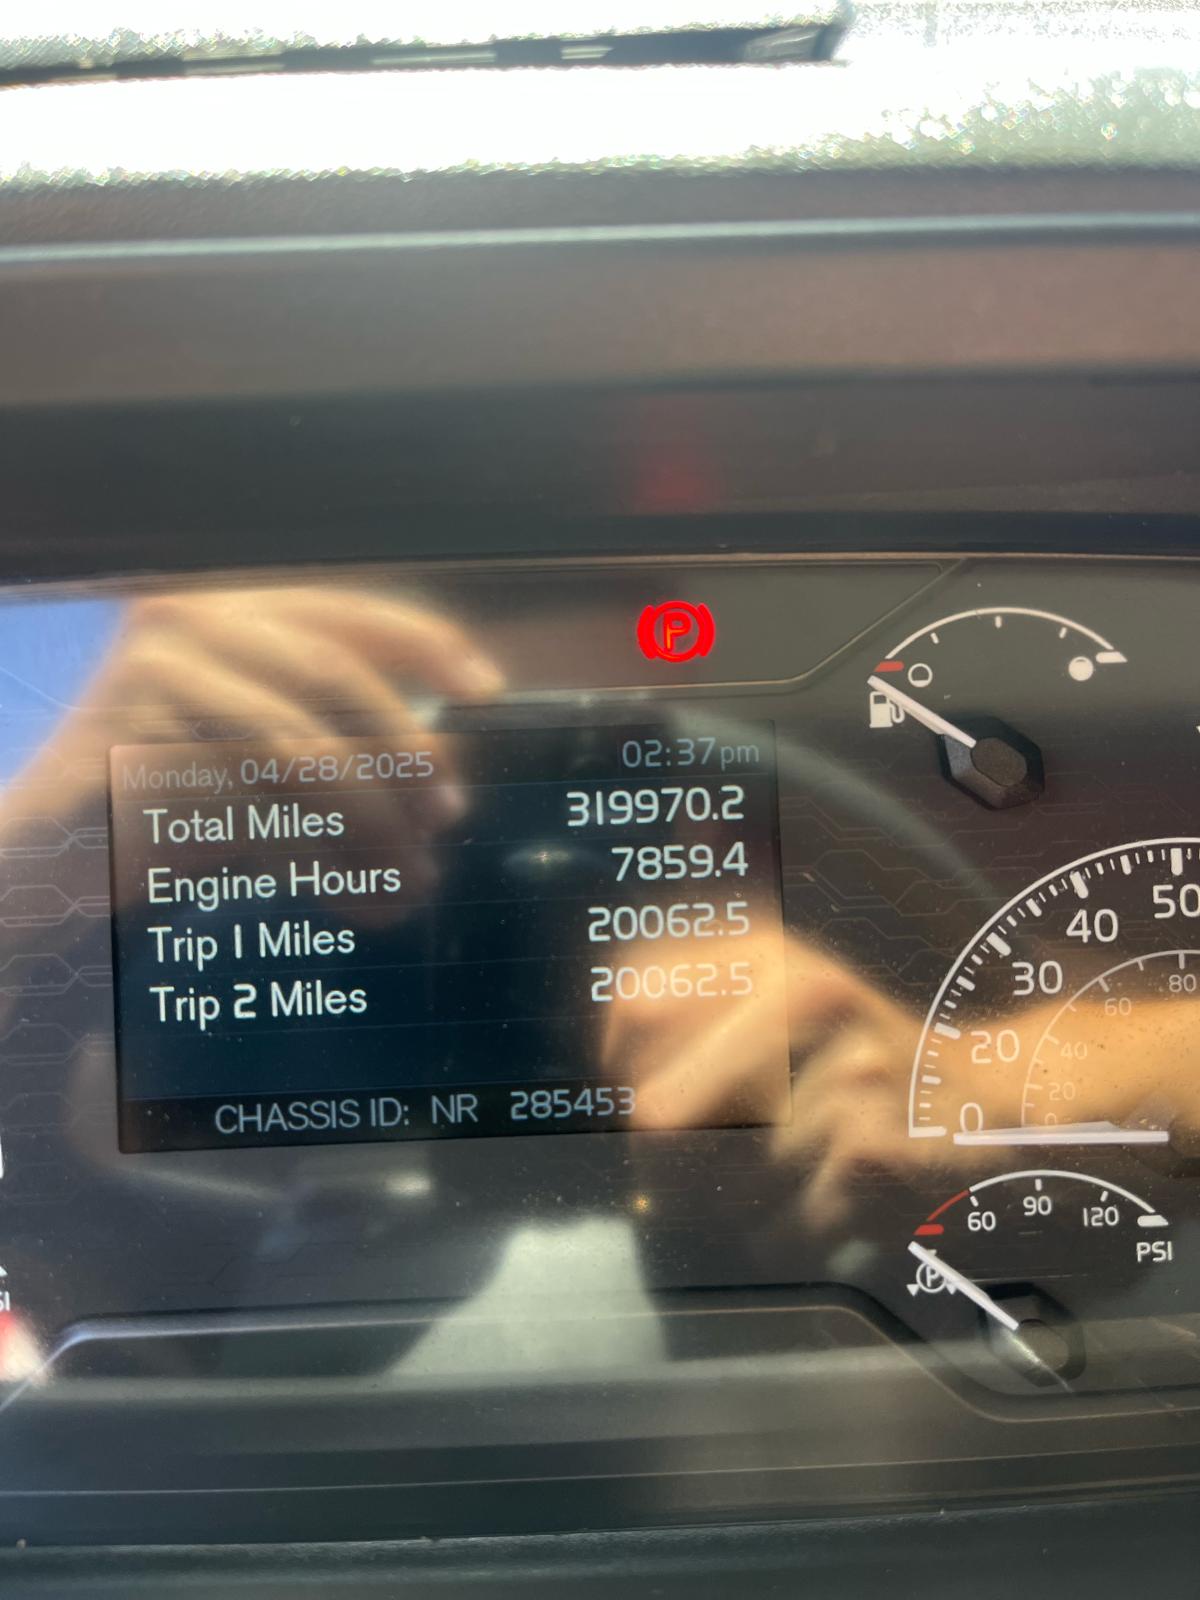 Monday, 04/28/2025 02:37pm
Total Miles 319970.2
Engine Hours 7859.4
Trip 1 Miles 20062.5
Trip 2 Miles 20062.5
CHASSIS ID: NR 285453
P
50
40
30
20
0
80
60
40
20
0
60 90 120
PSI
P